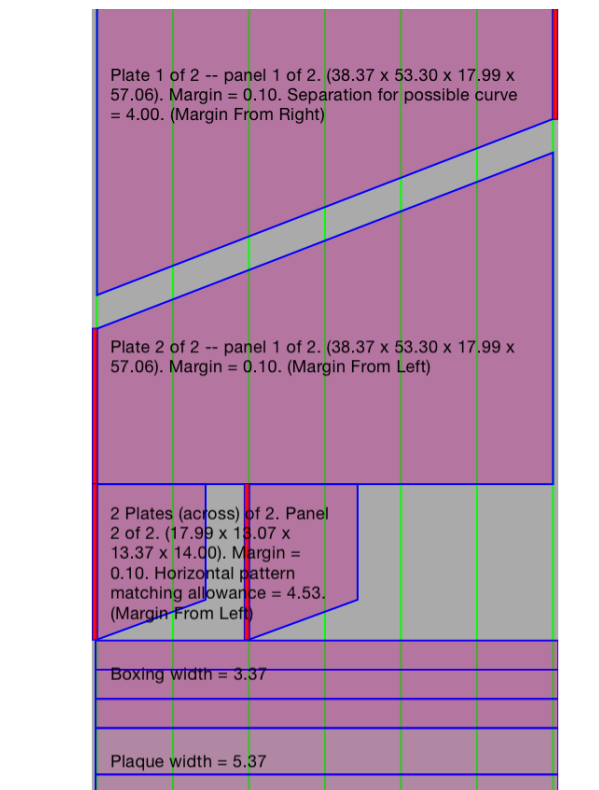 Plate 1 of 2 -- panel 1 of 2. (38.37 x 53.30 x 17.99 x
57.06). Margin = 0.10. Separation for possible curve
= 4.00. (Margin From Right)
Plate 2 of 2 -- panel 1 of 2. (38.37 x 53.30 x 17.99 x
57.06). Margin = 0.10. (Margin From Left)
2 Plates (across) of 2. Panel
2 of 2. (17.99 x 13.07 x
13.37 x 14.00). Margin =
0.10. Horizontal pattern
matching allowance = 4.53.
(Margin From Left)
Boxing width = 3.37
Plaque width = 5.37